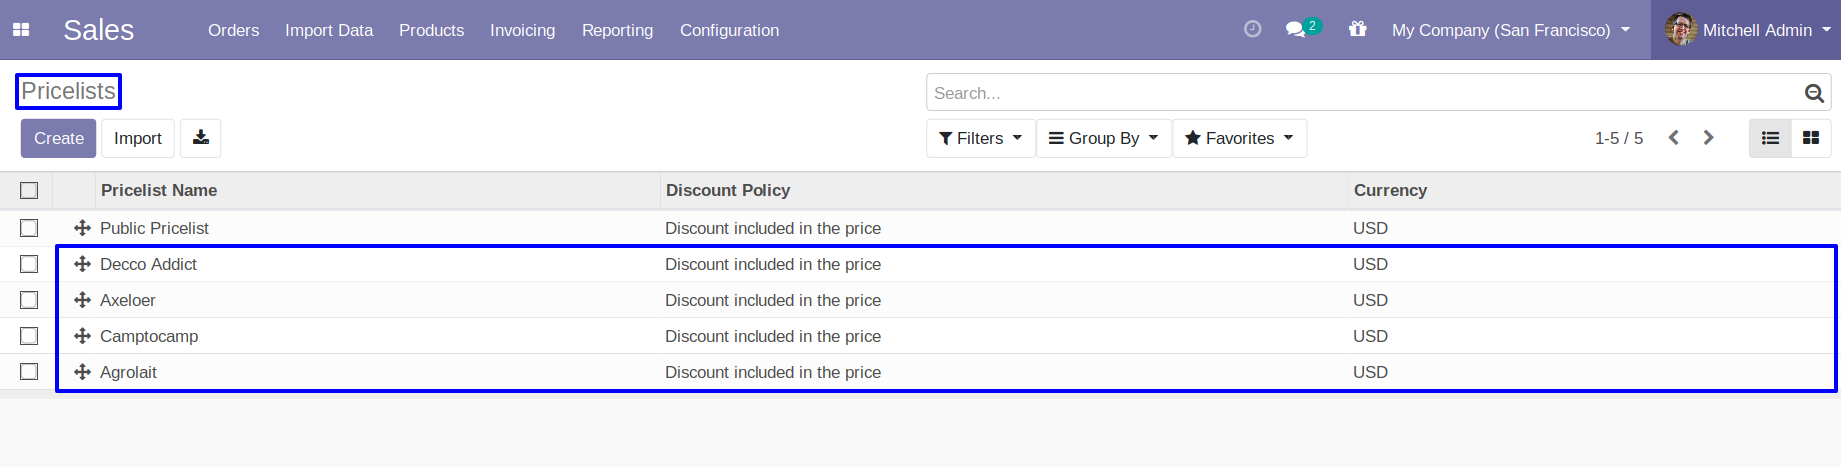 Sales Orders Import Data Products Invoicing Reporting Configuration 2 My Company (San Francisco) Mitchell Admin
Pricelists Search...
Create Import Filters Group By Favorites 1-5 / 5
Pricelist Name Discount Policy Currency
Public Pricelist Discount included in the price USD
Decco Addict Discount included in the price USD
Axeloer Discount included in the price USD
Camptocamp Discount included in the price USD
Agrolait Discount included in the price USD